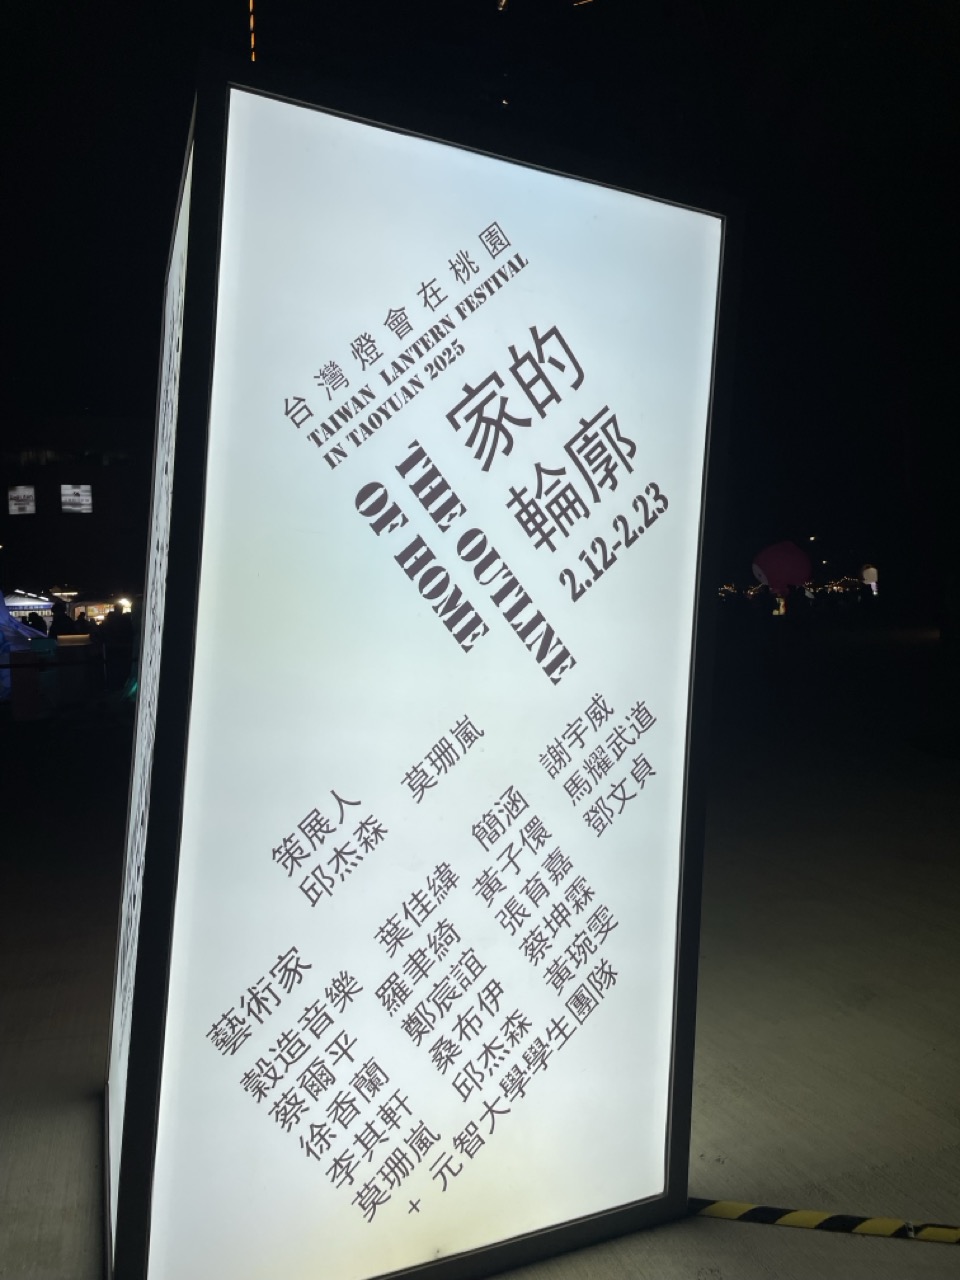 台灣燈會在桃園
TAIWAN LANTERN FESTIVAL
IN TAOYUAN 2025
家的
輪廓
2.12-2.23
THE OUTLINE
OF HOME
策展人
邱杰森
莫珊嵐
藝術家
榖造音樂
蔡爾平
徐香蘭
李其軒
莫珊嵐
葉佳緯
羅聿綺
鄭宸誼
桑布伊
邱杰森
簡涵
黃子儇
張育嘉
蔡坤霖
黃琬雯
謝宇威
馬耀武道
鄧文貞
+ 元智大學學生團隊